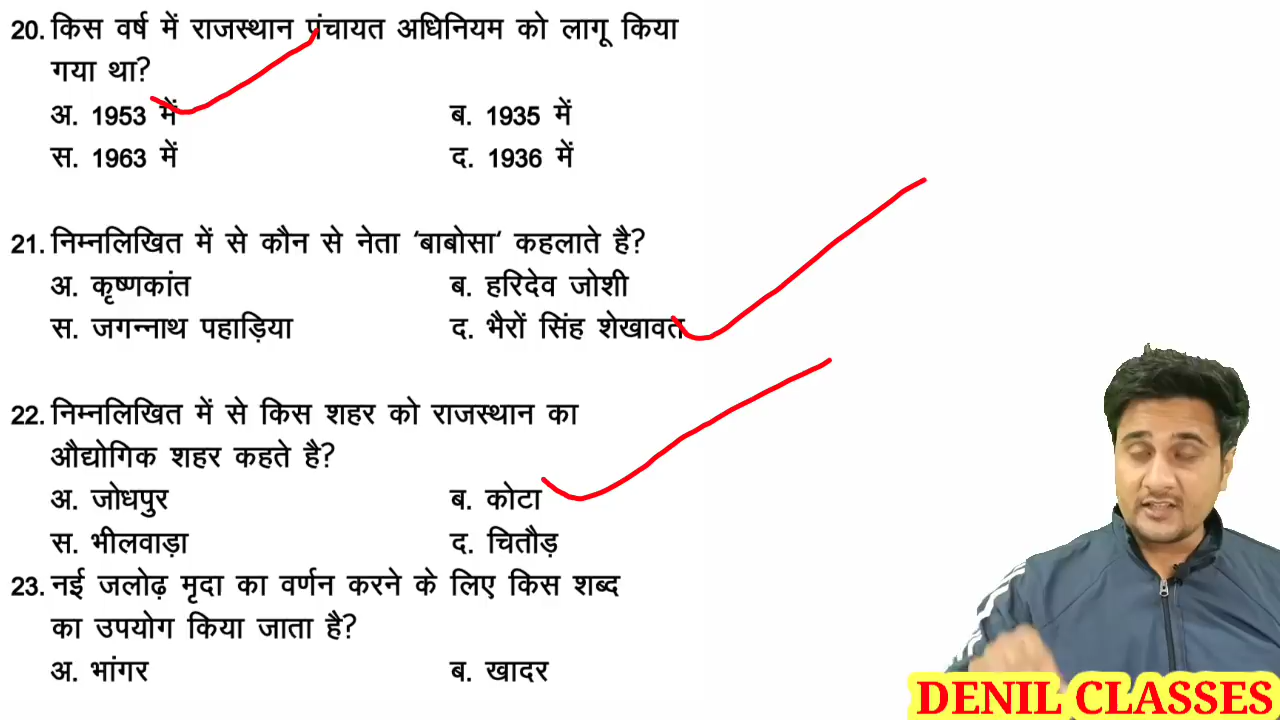 20. किस वर्ष में राजस्थान पंचायत अधिनियम को लागू किया
गया था?
अ. 1953 में ब. 1935 में
स. 1963 में द. 1936 में
21. निम्नलिखित में से कौन से नेता ‘बाबोसा‘ कहलाते है?
अ. कृष्णकांत ब. हरिदेव जोशी
स. जगन्नाथ पहाड़िया द. भैरों सिंह शेखावत
22. निम्नलिखित में से किस शहर को राजस्थान का
औद्योगिक शहर कहते है?
अ. जोधपुर ब. कोटा
स. भीलवाड़ा द. चितौड़
23. नई जलोढ़ मृदा का वर्णन करने के लिए किस शब्द
का उपयोग किया जाता है?
अ. भांगर ब. खादर
DENIL CLASSES